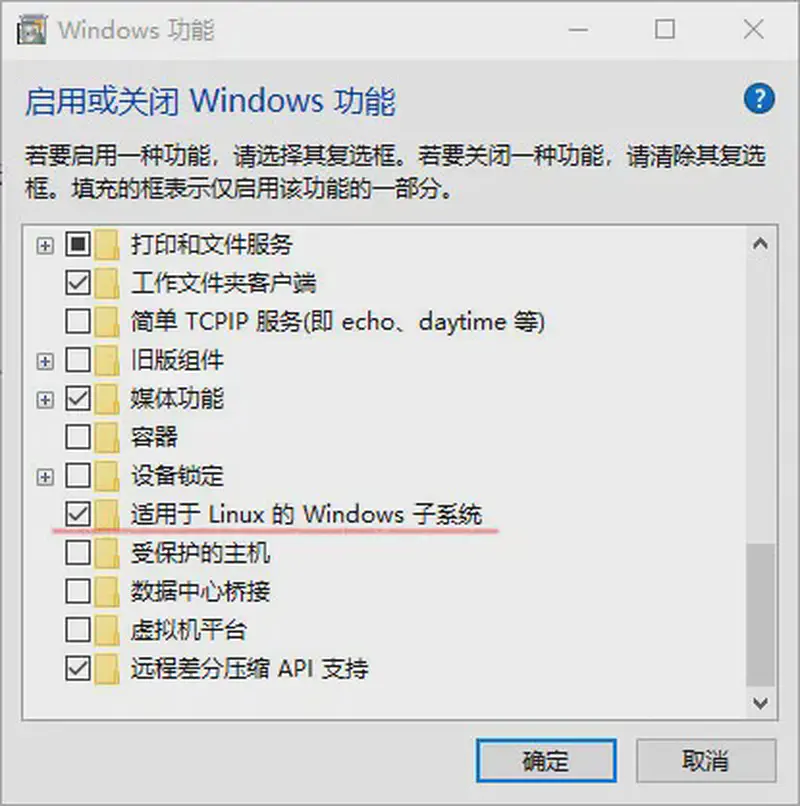 Windows 功能
启用或关闭 Windows 功能
?
若要启用一种功能，请选择其复选框。若要关闭一种功能，请清除其复选
框。填充的框表示仅启用该功能的一部分。
打印和文件服务
工作文件夹客户端
简单 TCPIP 服务(即 echo、daytime 等)
旧版组件
媒体功能
容器
设备锁定
适用于 Linux 的 Windows 子系统
受保护的主机
数据中心桥接
虚拟机平台
远程差分压缩 API 支持
确定
取消